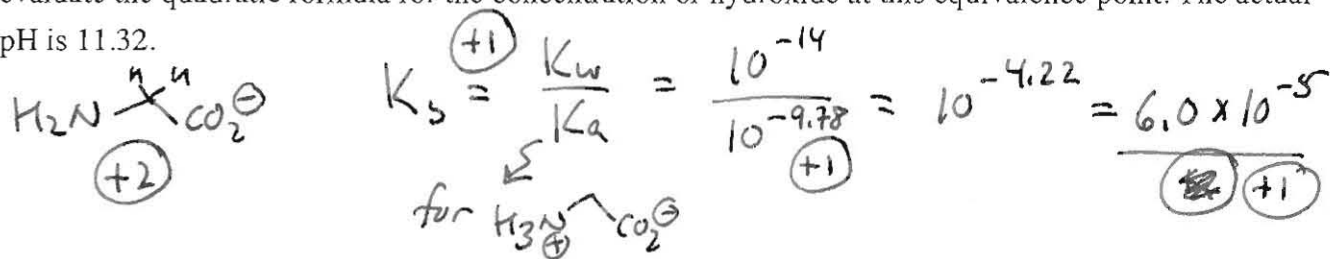 evaluate the quadratic formula for the concentration of hydroxide at this equivalence point. The actual
pH is 11.32.
H₂N H H CO₂⊖
+2
K_b = +1 Kw/Ka = 10⁻¹⁴/10⁻⁹·⁷⁸ = 10⁻⁴·²² = 6.0 x 10⁻⁵
+1 +1
for H₃N⊕ CO₂⊖